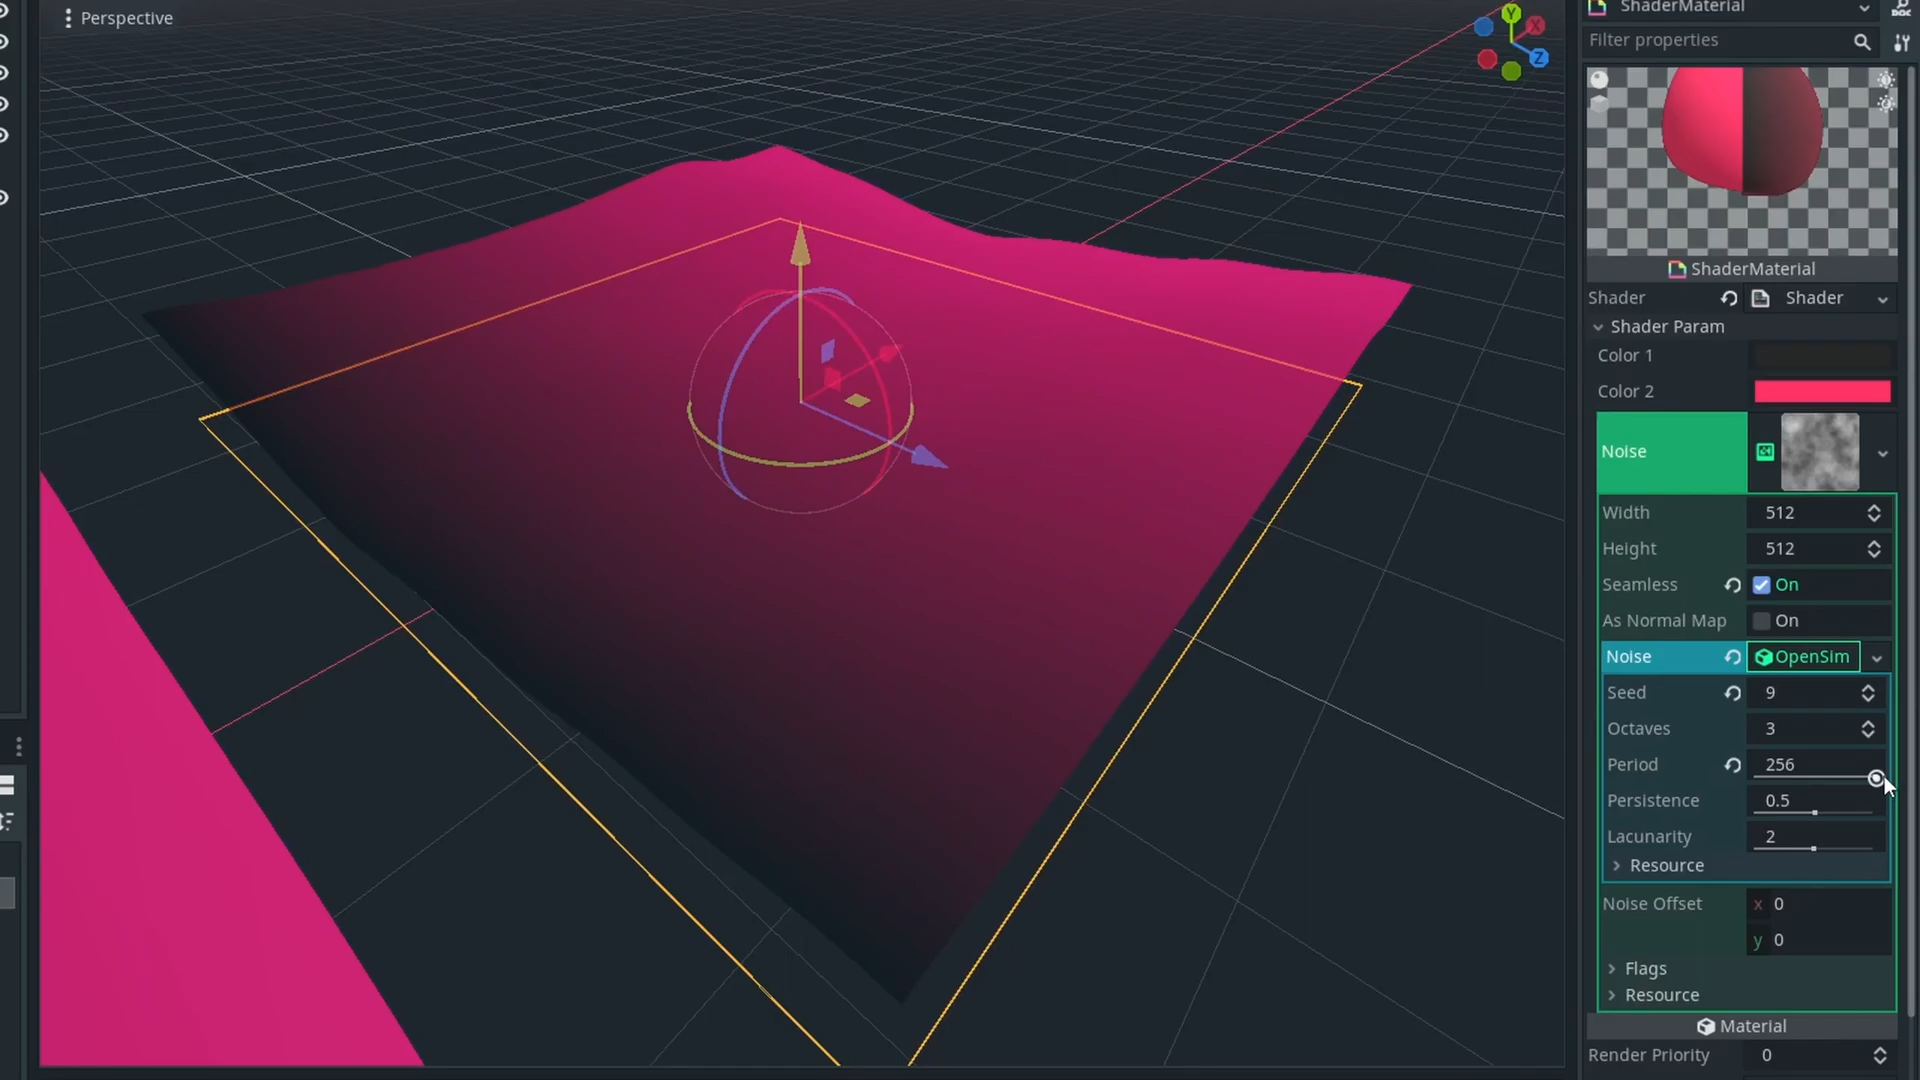 Perspective
Y
X
Z
ShaderMaterial
Filter properties
ShaderMaterial
Shader
Shader
Shader Param
Color 1
Color 2
Noise
Width 512
Height 512
Seamless On
As Normal Map On
Noise OpenSim
Seed 9
Octaves 3
Period 256
Persistence 0.5
Lacunarity 2
Resource
Noise Offset x 0
y 0
Flags
Resource
Material
Render Priority 0